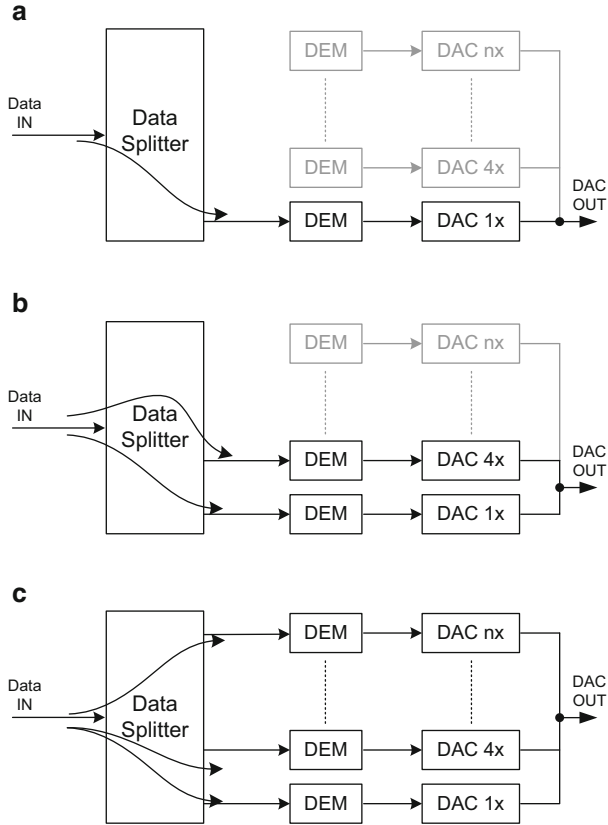 a
Data
IN
Data
Splitter
DEM
DAC nx
DEM
DAC 4x
DEM
DAC 1x
DAC
OUT
b
Data
IN
Data
Splitter
DEM
DAC nx
DEM
DAC 4x
DEM
DAC 1x
DAC
OUT
c
Data
IN
Data
Splitter
DEM
DAC nx
DEM
DAC 4x
DEM
DAC 1x
DAC
OUT